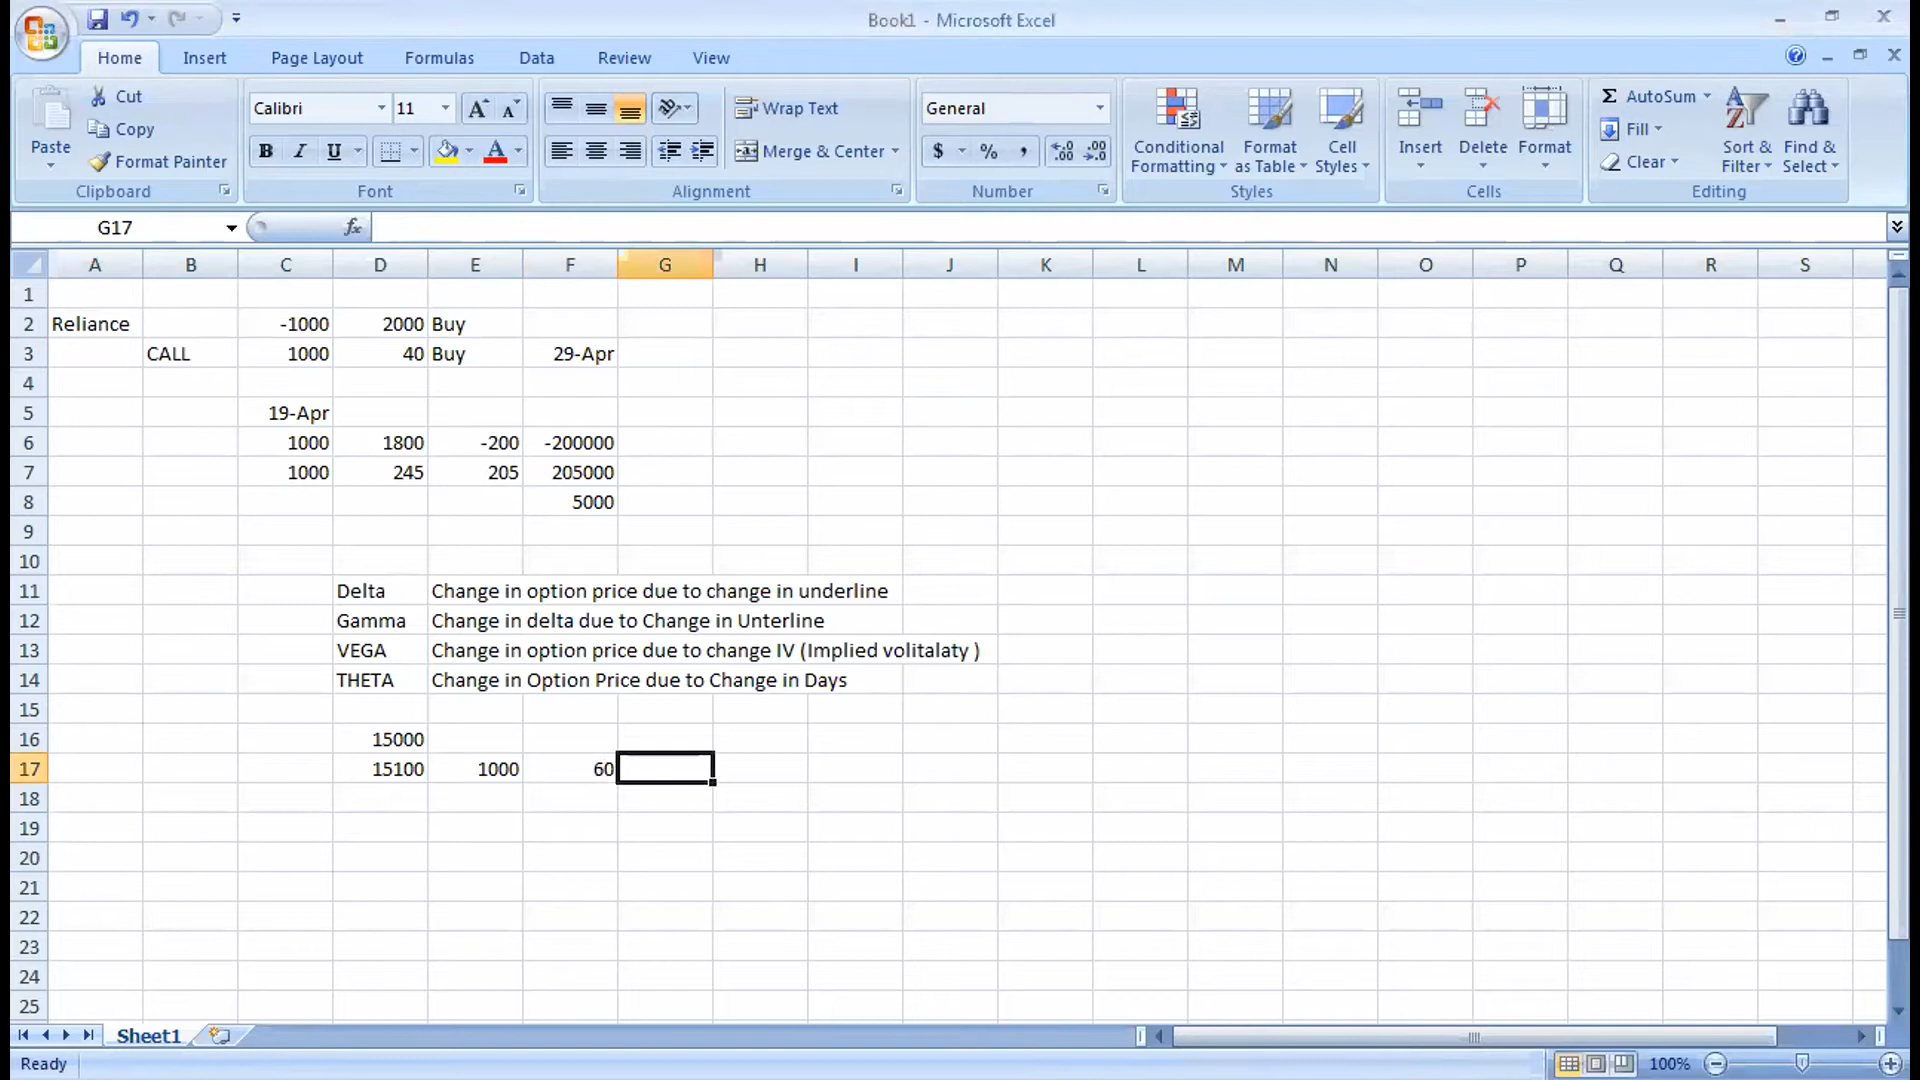 Book1 - Microsoft Excel
Home Insert Page Layout Formulas Data Review View
Paste
Cut
Copy
Format Painter
Clipboard
Calibri 11
B I U
Font
Wrap Text
Merge & Center
Alignment
General
$ % ,
Number
Conditional Formatting
Format as Table
Cell Styles
Styles
Insert Delete Format
Cells
Σ AutoSum
Fill
Clear
Sort & Filter
Find & Select
Editing
G17 fx
A B C D E F G H I J K L M N O P Q R S
1
2 Reliance -1000 2000 Buy
3 CALL 1000 40 Buy 29-Apr
4
5 19-Apr
6 1000 1800 -200 -200000
7 1000 245 205 205000
8 5000
9
10
11 Delta Change in option price due to change in underline
12 Gamma Change in delta due to Change in Unterline
13 VEGA Change in option price due to change IV (Implied volitalaty )
14 THETA Change in Option Price due to Change in Days
15
16 15000
17 15100 1000 60
18
19
20
21
22
23
24
25
Sheet1
Ready 100%